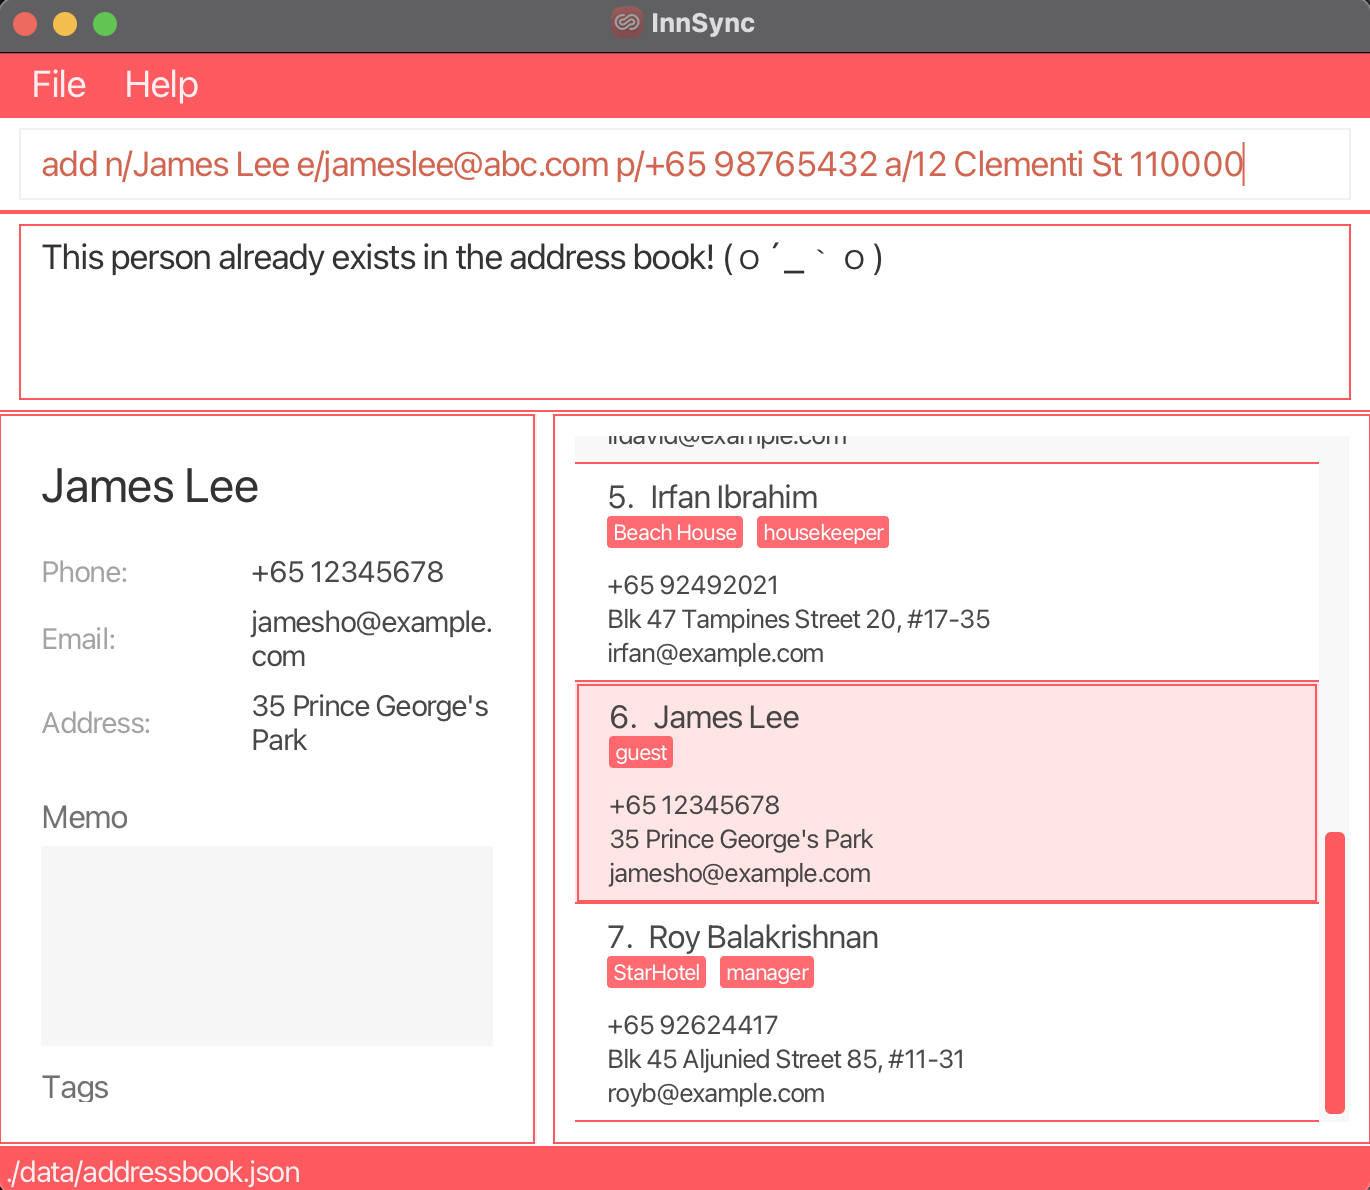 InnSync
File Help
add n/James Lee e/jameslee@abc.com p/+65 98765432 a/12 Clementi St 110000
This person already exists in the address book! (ｏ´_｀ｏ)
James Lee
Phone: +65 12345678
Email: jamesho@example.
com
Address: 35 Prince George's
Park
Memo
Tags
lidavid@example.com
5. Irfan Ibrahim
Beach House housekeeper
+65 92492021
Blk 47 Tampines Street 20, #17-35
irfan@example.com
6. James Lee
guest
+65 12345678
35 Prince George's Park
jamesho@example.com
7. Roy Balakrishnan
StarHotel manager
+65 92624417
Blk 45 Aljunied Street 85, #11-31
royb@example.com
./data/addressbook.json